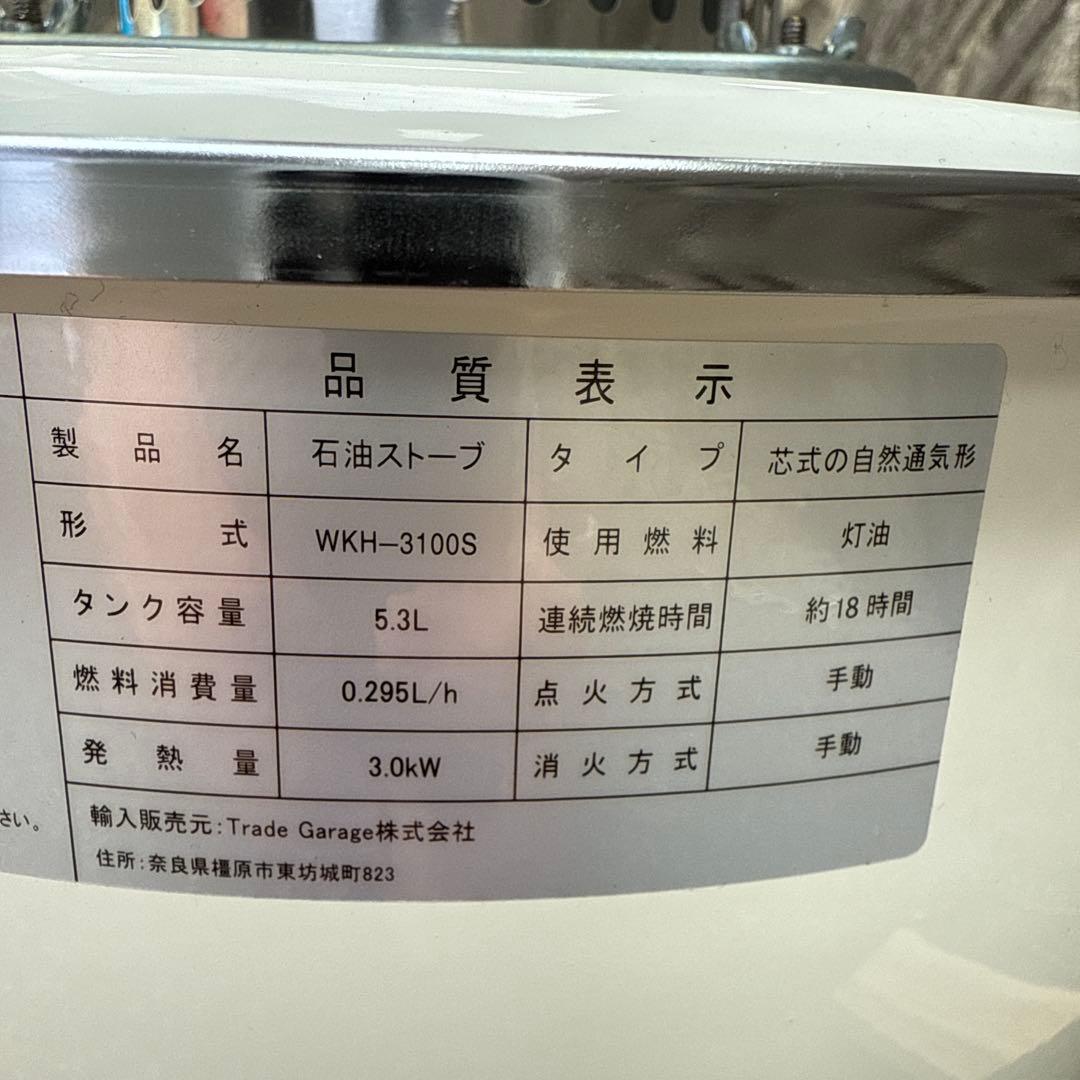 品質表示
製品名 石油ストーブ タイプ 芯式の自然通気形
形式 WKH-3100S 使用燃料 灯油
タンク容量 5.3L 連続燃焼時間 約18時間
燃料消費量 0.295L/h 点火方式 手動
発熱量 3.0kW 消火方式 手動
さい。
輸入販売元:Trade Garage株式会社
住所:奈良県橿原市東坊城町823